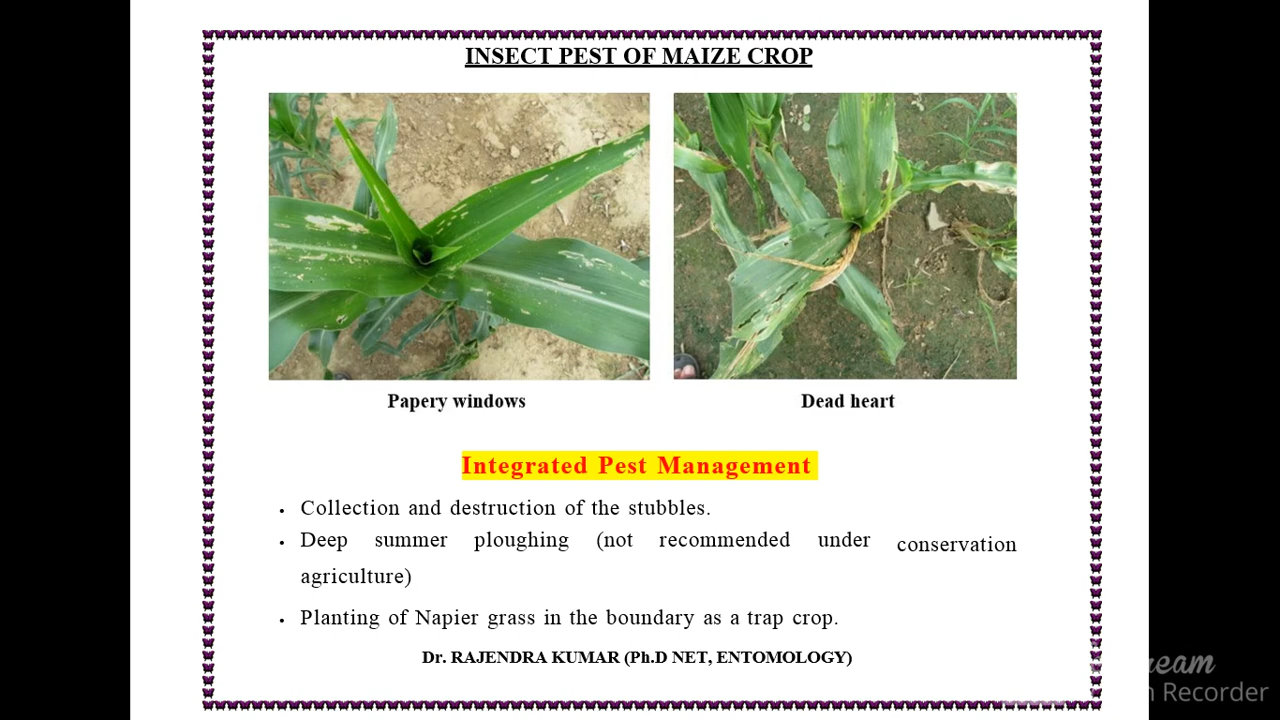 INSECT PEST OF MAIZE CROP
Papery windows
Dead heart
Integrated Pest Management
• Collection and destruction of the stubbles.
• Deep summer ploughing (not recommended under conservation
agriculture)
• Planting of Napier grass in the boundary as a trap crop.
Dr. RAJENDRA KUMAR (Ph.D NET, ENTOMOLOGY)
Recorder